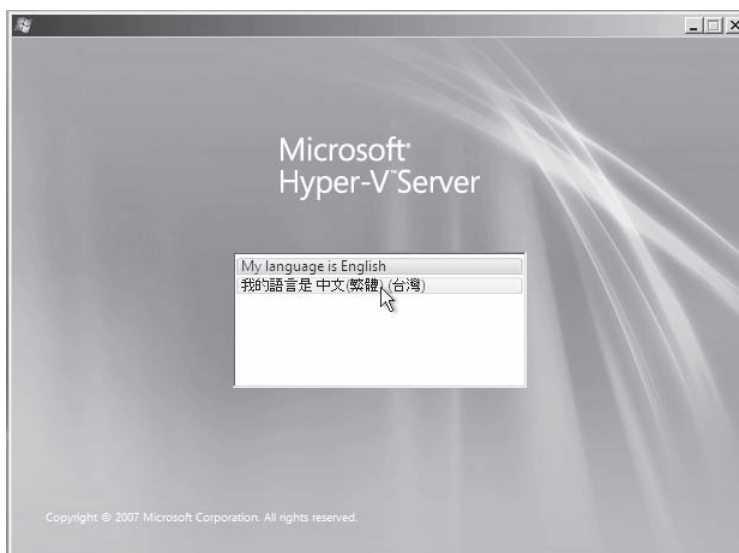 Microsoft®
Hyper-V™Server
My language is English
我的語言是 中文(繁體) (台灣)
Copyright © 2007 Microsoft Corporation. All rights reserved.